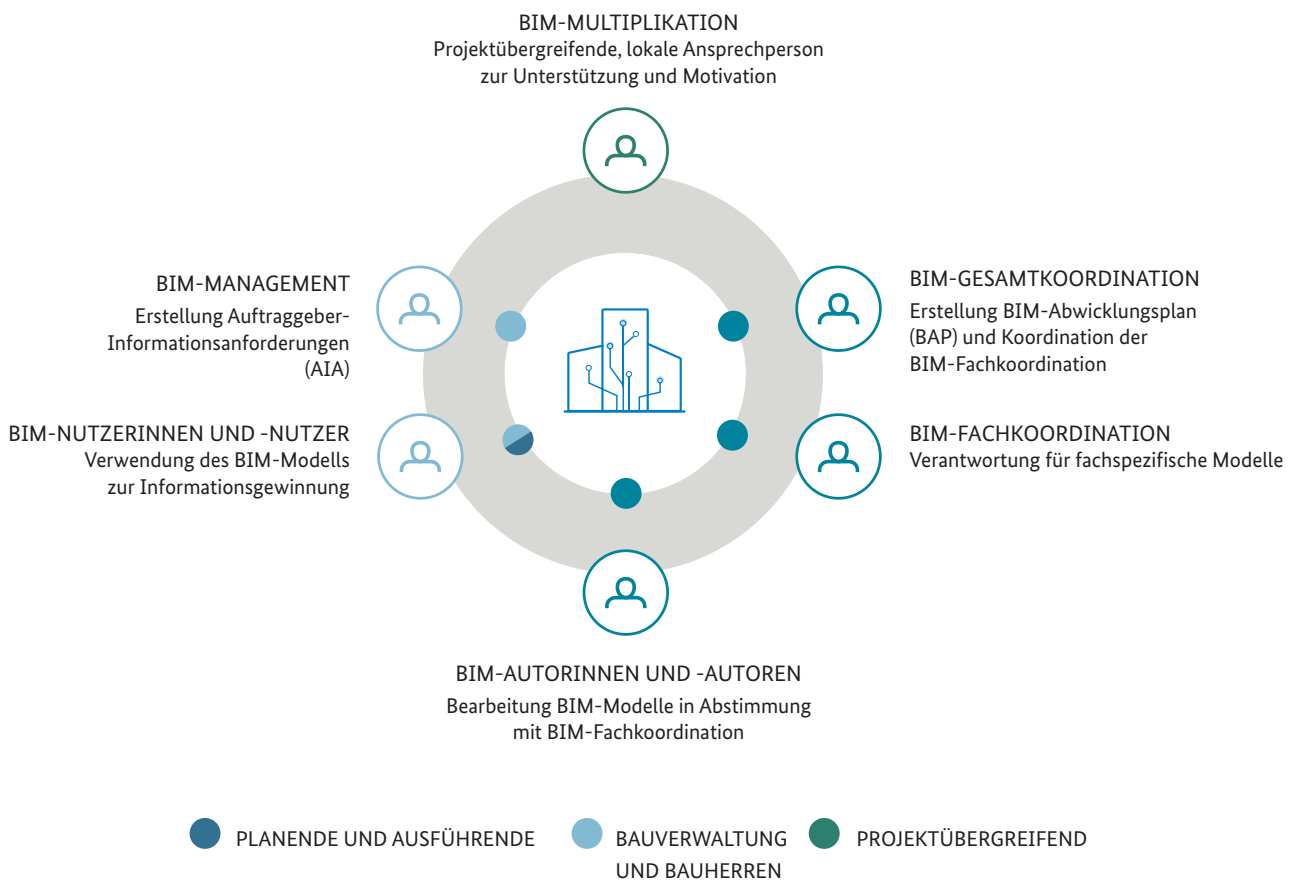 BIM-MULTIPLIKATION
Projektübergreifende, lokale Ansprechperson
zur Unterstützung und Motivation
BIM-MANAGEMENT
Erstellung Auftraggeber-
Informationsanforderungen
(AIA)
BIM-GESAMTKOORDINATION
Erstellung BIM-Abwicklungsplan
(BAP) und Koordination der
BIM-Fachkoordination
BIM-NUTZERINNEN UND -NUTZER
Verwendung des BIM-Modells
zur Informationsgewinnung
BIM-FACHKOORDINATION
Verantwortung für fachspezifische Modelle
BIM-AUTORINNEN UND -AUTOREN
Bearbeitung BIM-Modelle in Abstimmung
mit BIM-Fachkoordination
PLANENDE UND AUSFÜHRENDE
BAUVERWALTUNG
UND BAUHERREN
PROJEKTÜBERGREIFEND